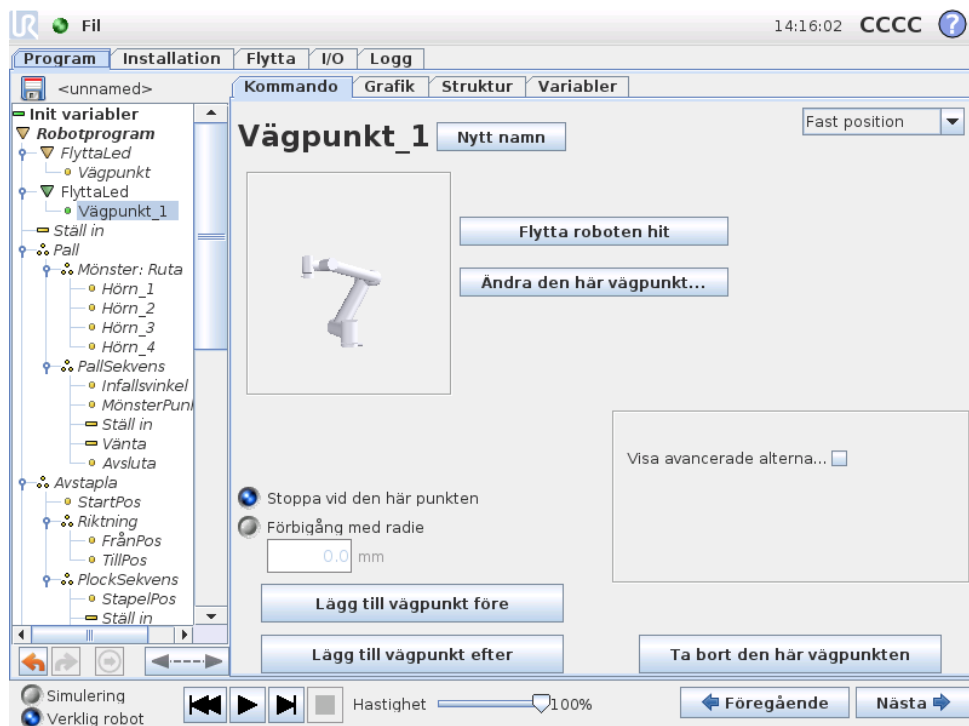 UR Fil 14:16:02 CCCC ?
Program Installation Flytta I/O Logg
<unnamed> Kommando Grafik Struktur Variabler
Init variabler
Robotprogram
FlyttaLed
Vägpunkt
FlyttaLed
Vägpunkt_1
Ställ in
Pall
Mönster: Ruta
Hörn_1
Hörn_2
Hörn_3
Hörn_4
PallSekvens
Infallsvinkel
MönsterPun
Ställ in
Vänta
Avsluta
Avstapla
StartPos
Riktning
FrånPos
TillPos
PlockSekvens
StapelPos
Ställ in
Vägpunkt_1 Nytt namn Fast position
Flytta roboten hit
Ändra den här vägpunkt...
Visa avancerade alterna...
Stoppa vid den här punkten
Förbigång med radie
0.0 mm
Lägg till vägpunkt före
Lägg till vägpunkt efter Ta bort den här vägpunkten
Simulering
Verklig robot
Hastighet 100% Föregående Nästa